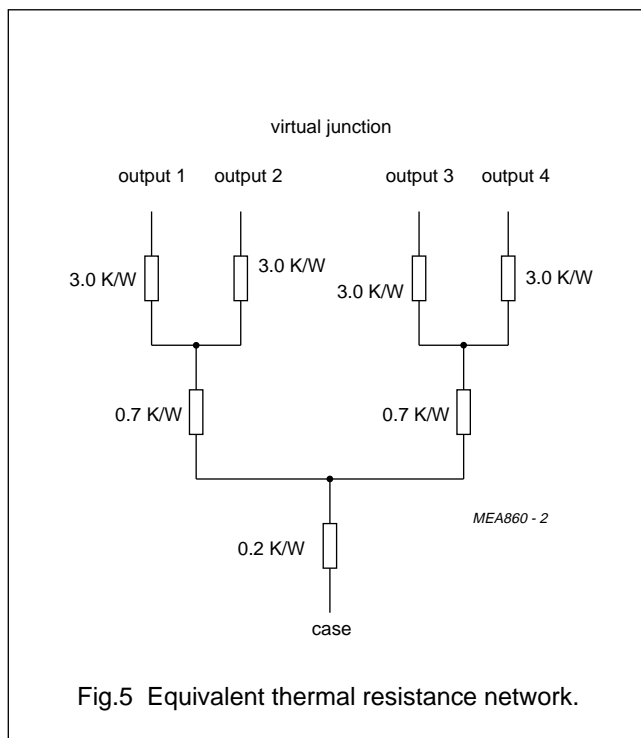 virtual junction
output 1 output 2 output 3 output 4
3.0 K/W 3.0 K/W 3.0 K/W 3.0 K/W
0.7 K/W 0.7 K/W
MEA860 - 2
0.2 K/W
case
Fig.5 Equivalent thermal resistance network.